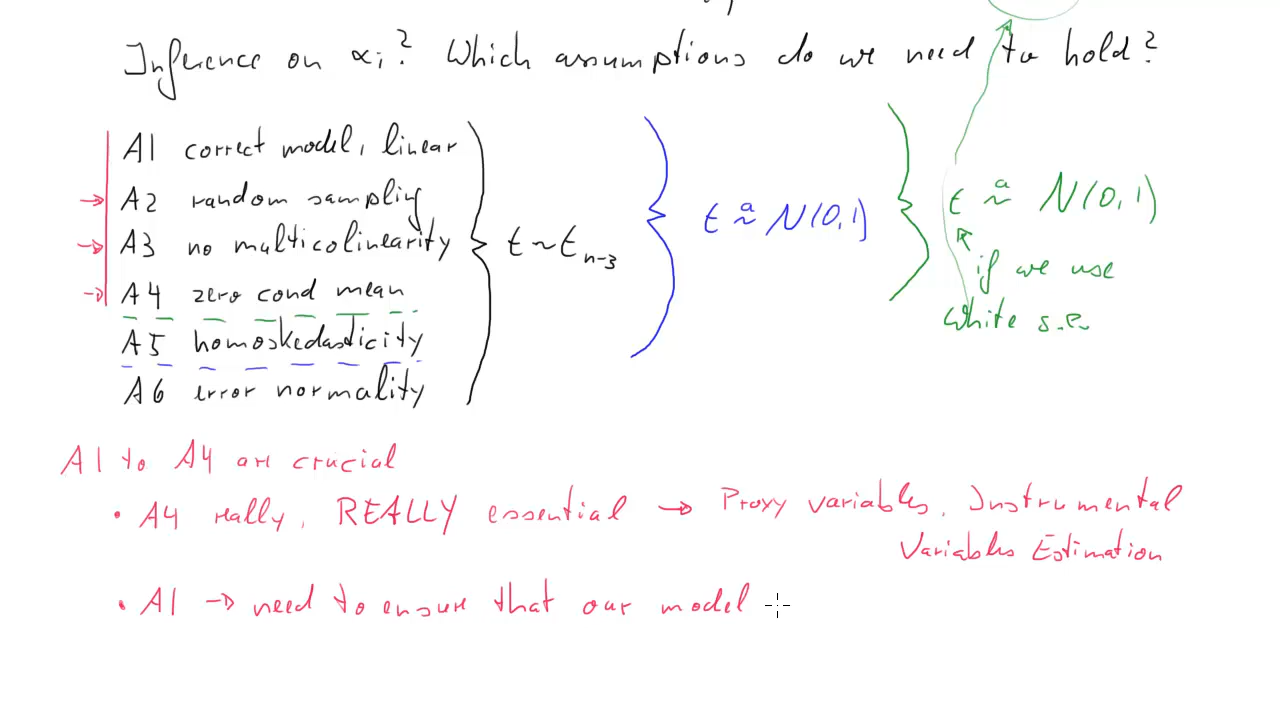 Inference on αi? Which assumptions do we need to hold?
A1 correct model, linear
A2 random sampling
A3 no multicolinearity
A4 zero cond mean
A5 homoskedasticity
A6 error normality
t ~ t n-3
t a~ N(0,1)
t a~ N(0,1)
if we use
White s.e.
A1 to A4 are crucial
• A4 really, REALLY essential → Proxy variables, Instrumental
Variables Estimation
• A1 → need to ensure that our model